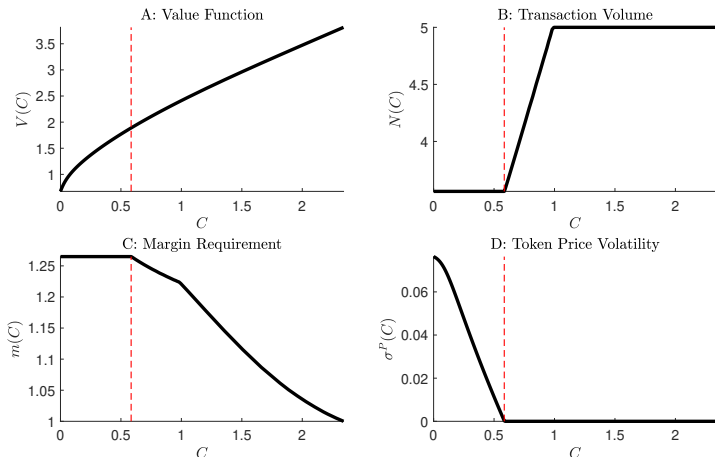 A: Value Function
V(C)
3.5
3
2.5
2
1.5
1
0 0.5 1 1.5 2
C
B: Transaction Volume
N(C)
5
4.5
4
0 0.5 1 1.5 2
C
C: Margin Requirement
m(C)
1.25
1.2
1.15
1.1
1.05
1
0 0.5 1 1.5 2
C
D: Token Price Volatility
σ^P(C)
0.06
0.04
0.02
0
0 0.5 1 1.5 2
C